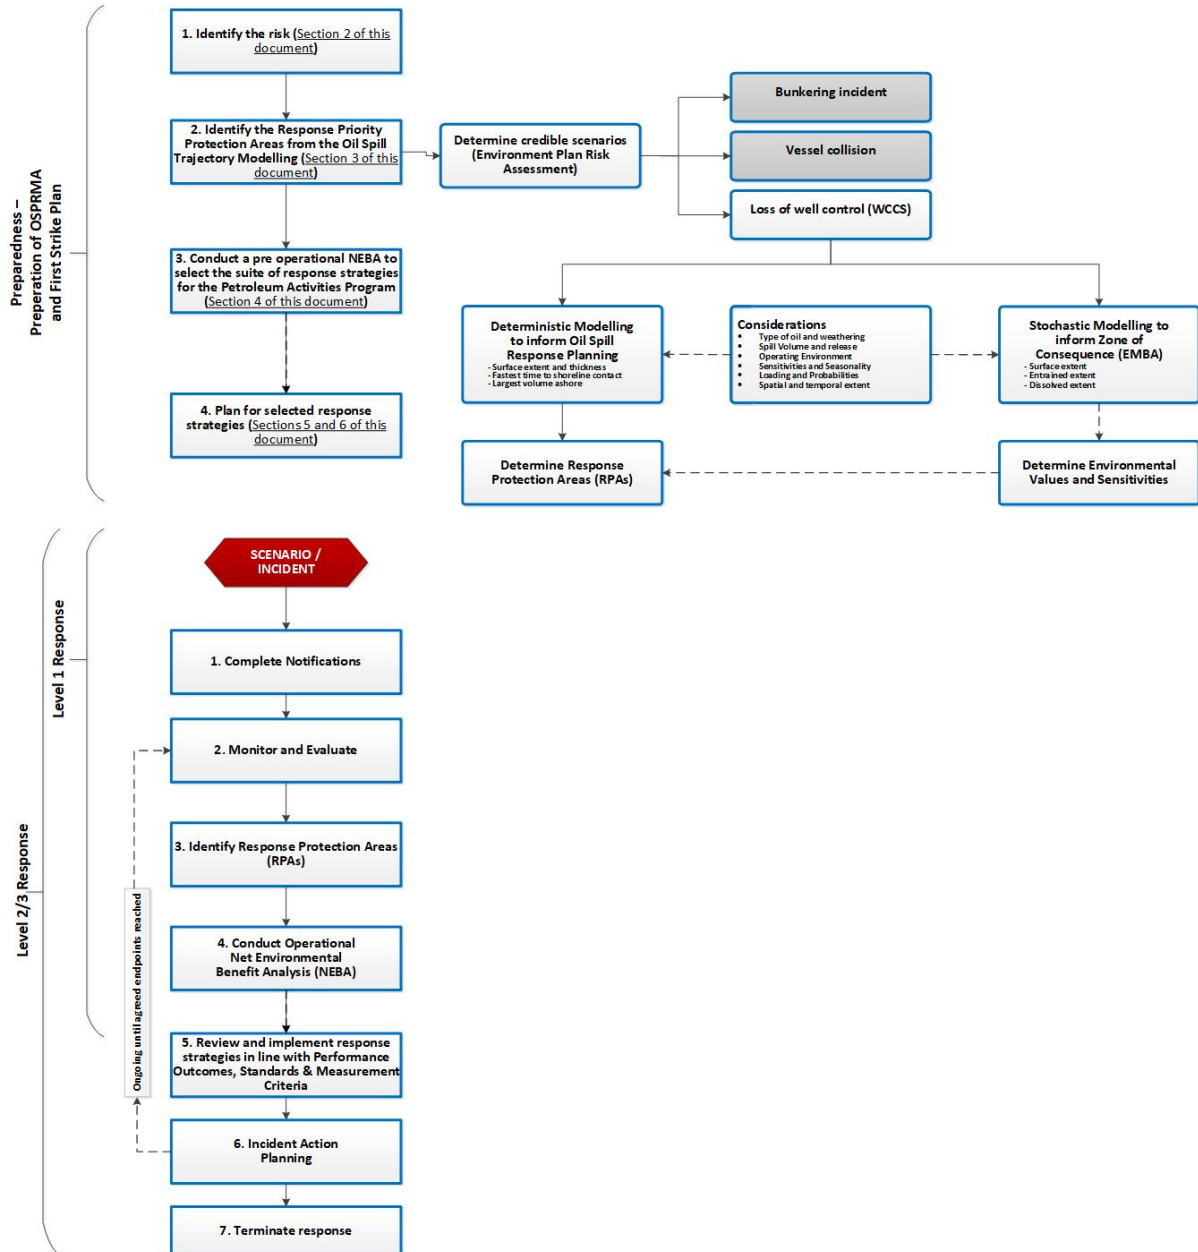 Preparedness –
Preperation of OSPRMA
and First Strike Plan
1. Identify the risk (Section 2 of this
document)
2. Identify the Response Priority
Protection Areas from the Oil Spill
Trajectory Modelling (Section 3 of this
document)
3. Conduct a pre operational NEBA to
select the suite of response strategies
for the Petroleum Activities Program
(Section 4 of this document)
4. Plan for selected response
strategies (Sections 5 and 6 of this
document)
Determine credible scenarios
(Environment Plan Risk
Assessment)
Bunkering incident
Vessel collision
Loss of well control (WCCS)
Deterministic Modelling
to inform Oil Spill
Response Planning
- Surface extent and thickness
- Fastest time to shoreline contact
- Largest volume ashore
Considerations
• Type of oil and weathering
• Spill Volume and release
• Operating Environment
• Sensitivities and Seasonality
• Loading and Probabilities
• Spatial and temporal extent
Stochastic Modelling to
inform Zone of
Consequence (EMBA)
- Surface extent
- Entrained extent
- Dissolved extent
Determine Response
Protection Areas (RPAs)
Determine Environmental
Values and Sensitivities
Level 2/3 Response
Level 1 Response
SCENARIO /
INCIDENT
1. Complete Notifications
2. Monitor and Evaluate
3. Identify Response Protection Areas
(RPAs)
4. Conduct Operational
Net Environmental
Benefit Analysis (NEBA)
5. Review and implement response
strategies in line with Performance
Outcomes, Standards & Measurement
Criteria
6. Incident Action
Planning
7. Terminate response
Ongoing until agreed endpoints reached